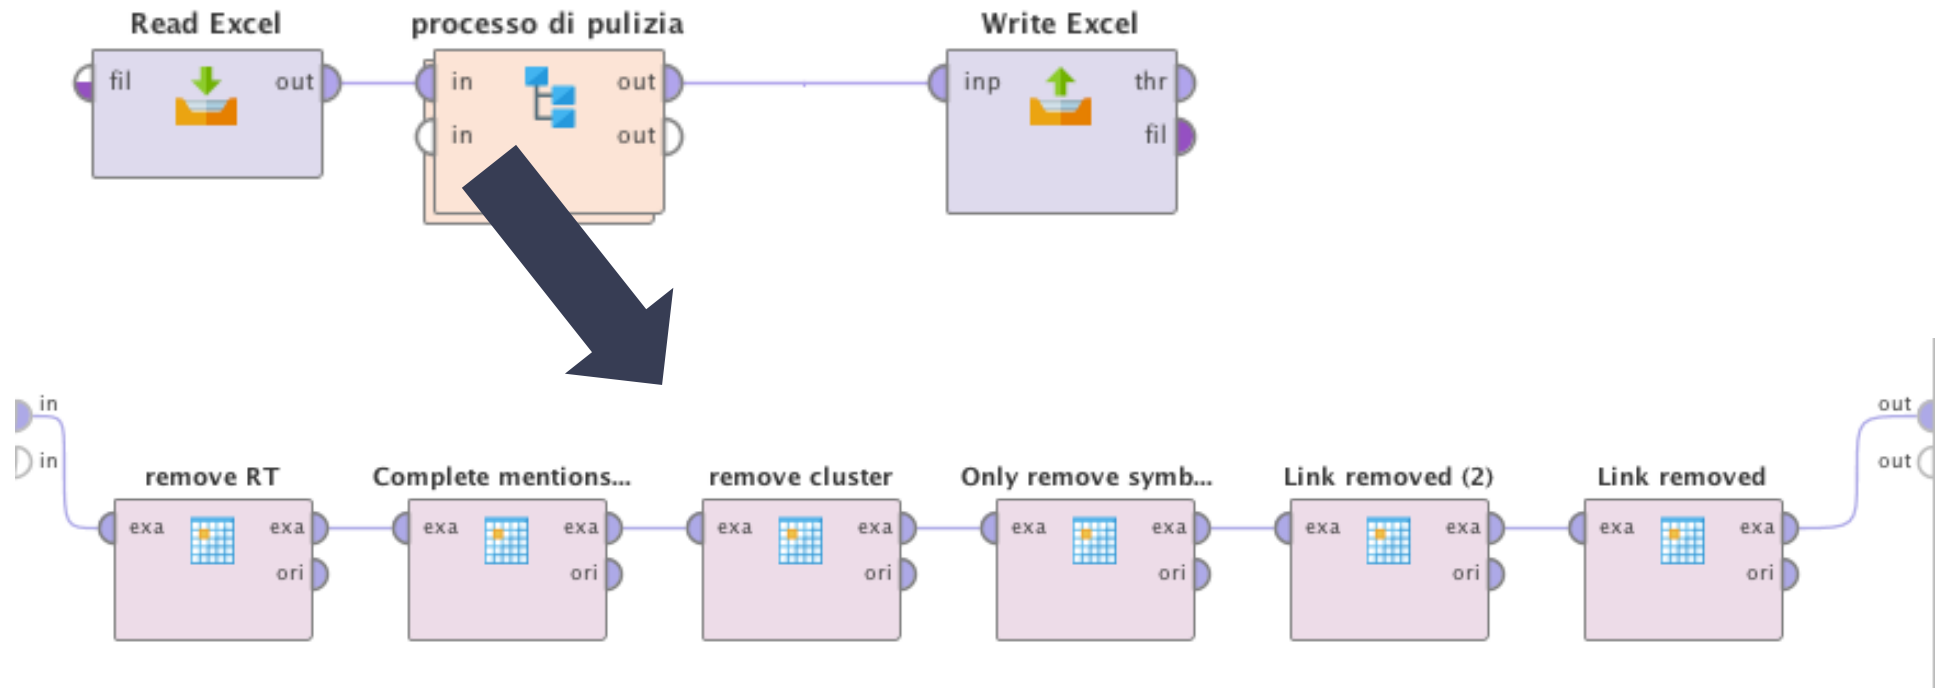 Read Excel processo di pulizia Write Excel
fil out in out inp thr
in out fil
in out
in out
remove RT Complete mentions... remove cluster Only remove symb... Link removed (2) Link removed
exa exa exa exa exa exa exa exa exa exa exa exa
ori ori ori ori ori ori